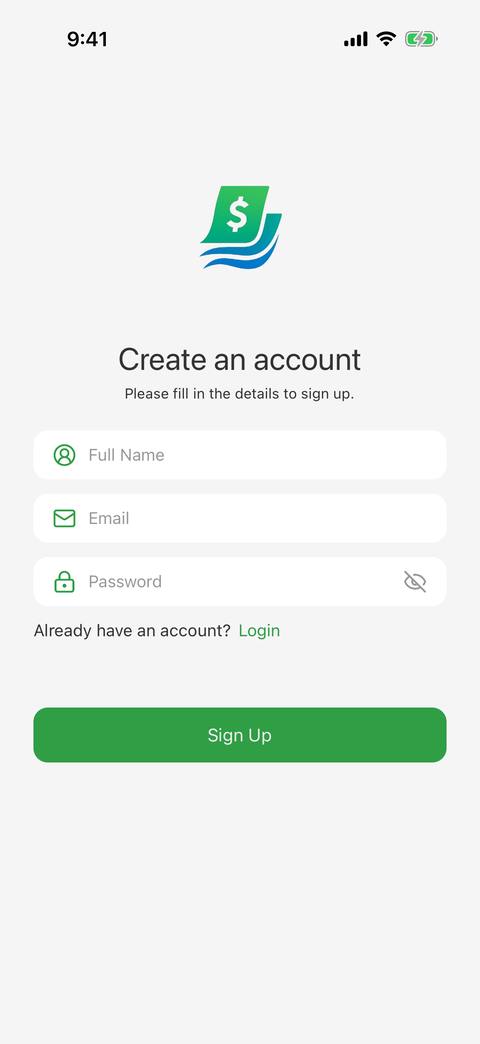 9:41
$
Create an account
Please fill in the details to sign up.
Full Name
Email
Password
Already have an account? Login
Sign Up